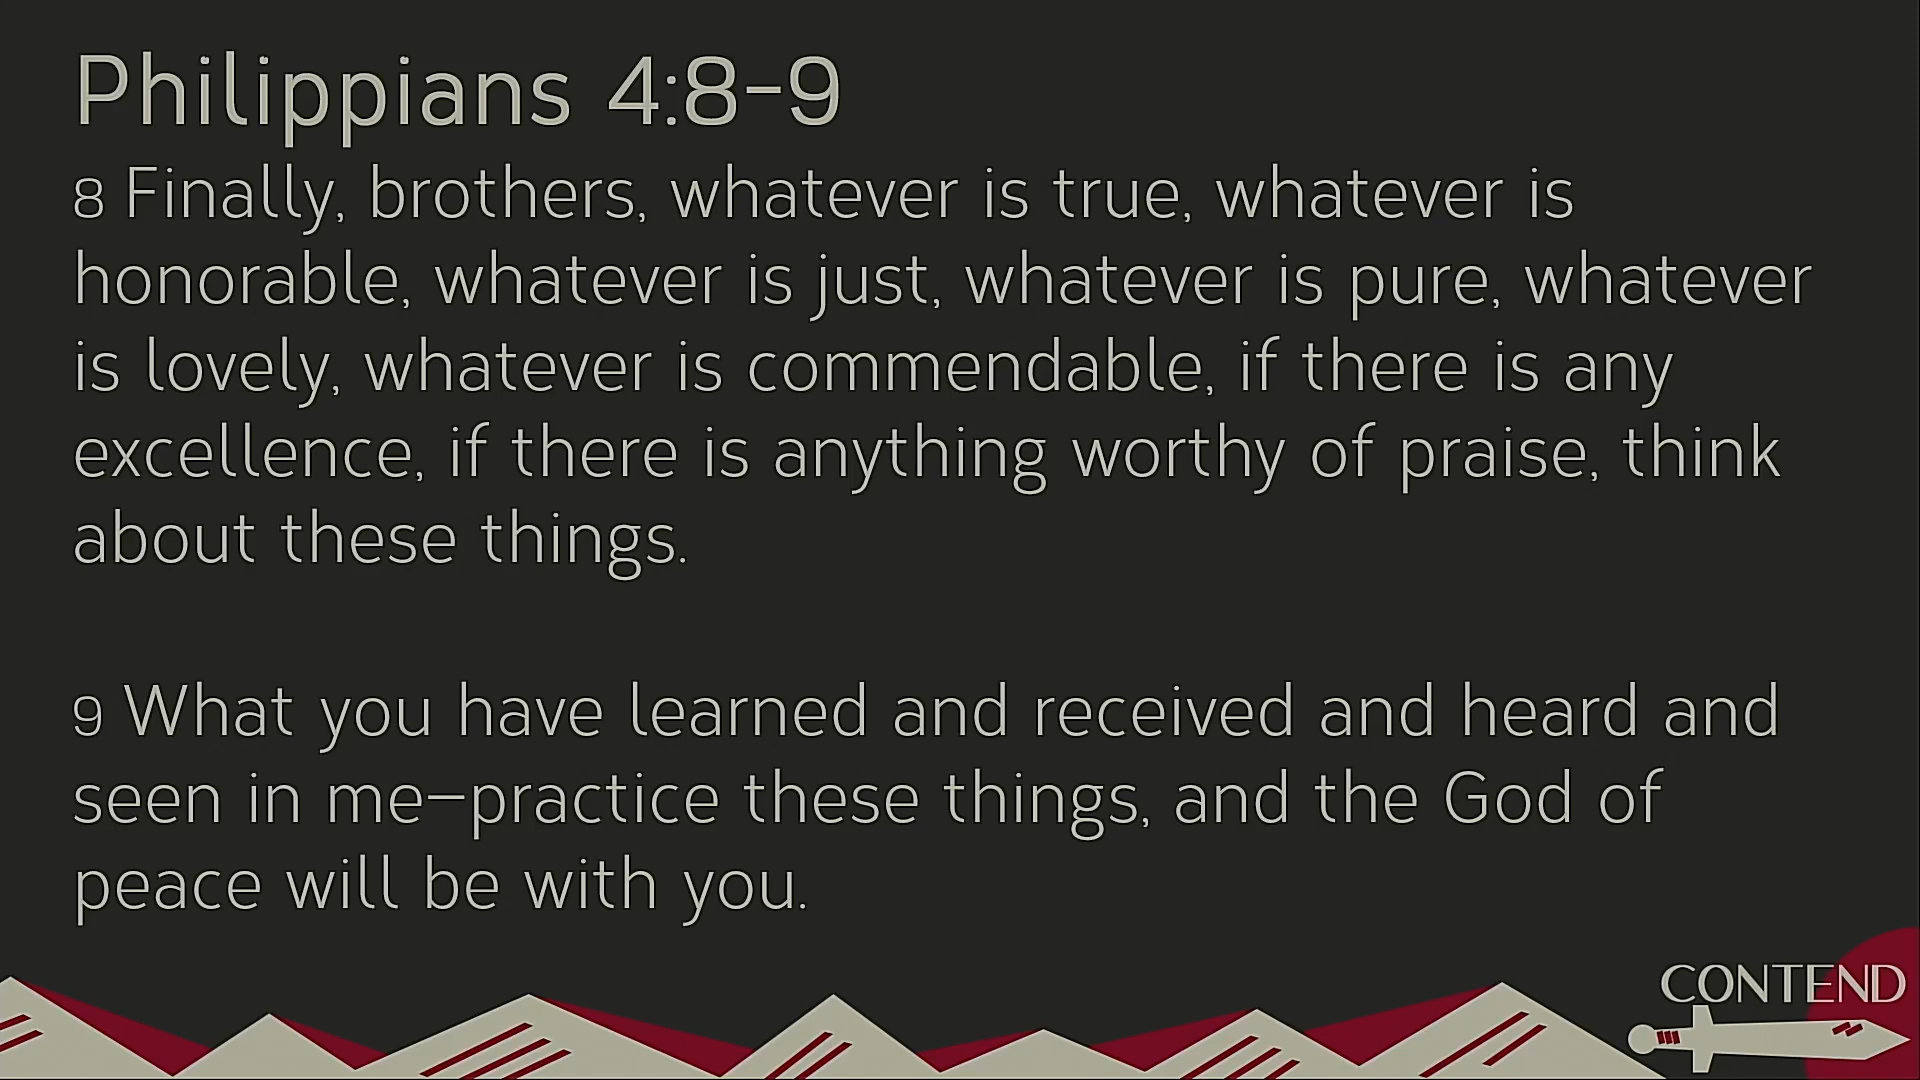 Philippians 4:8–9
8 Finally, brothers, whatever is true, whatever is
honorable, whatever is just, whatever is pure, whatever
is lovely, whatever is commendable, if there is any
excellence, if there is anything worthy of praise, think
about these things.
9 What you have learned and received and heard and
seen in me—practice these things, and the God of
peace will be with you.
CONTEND